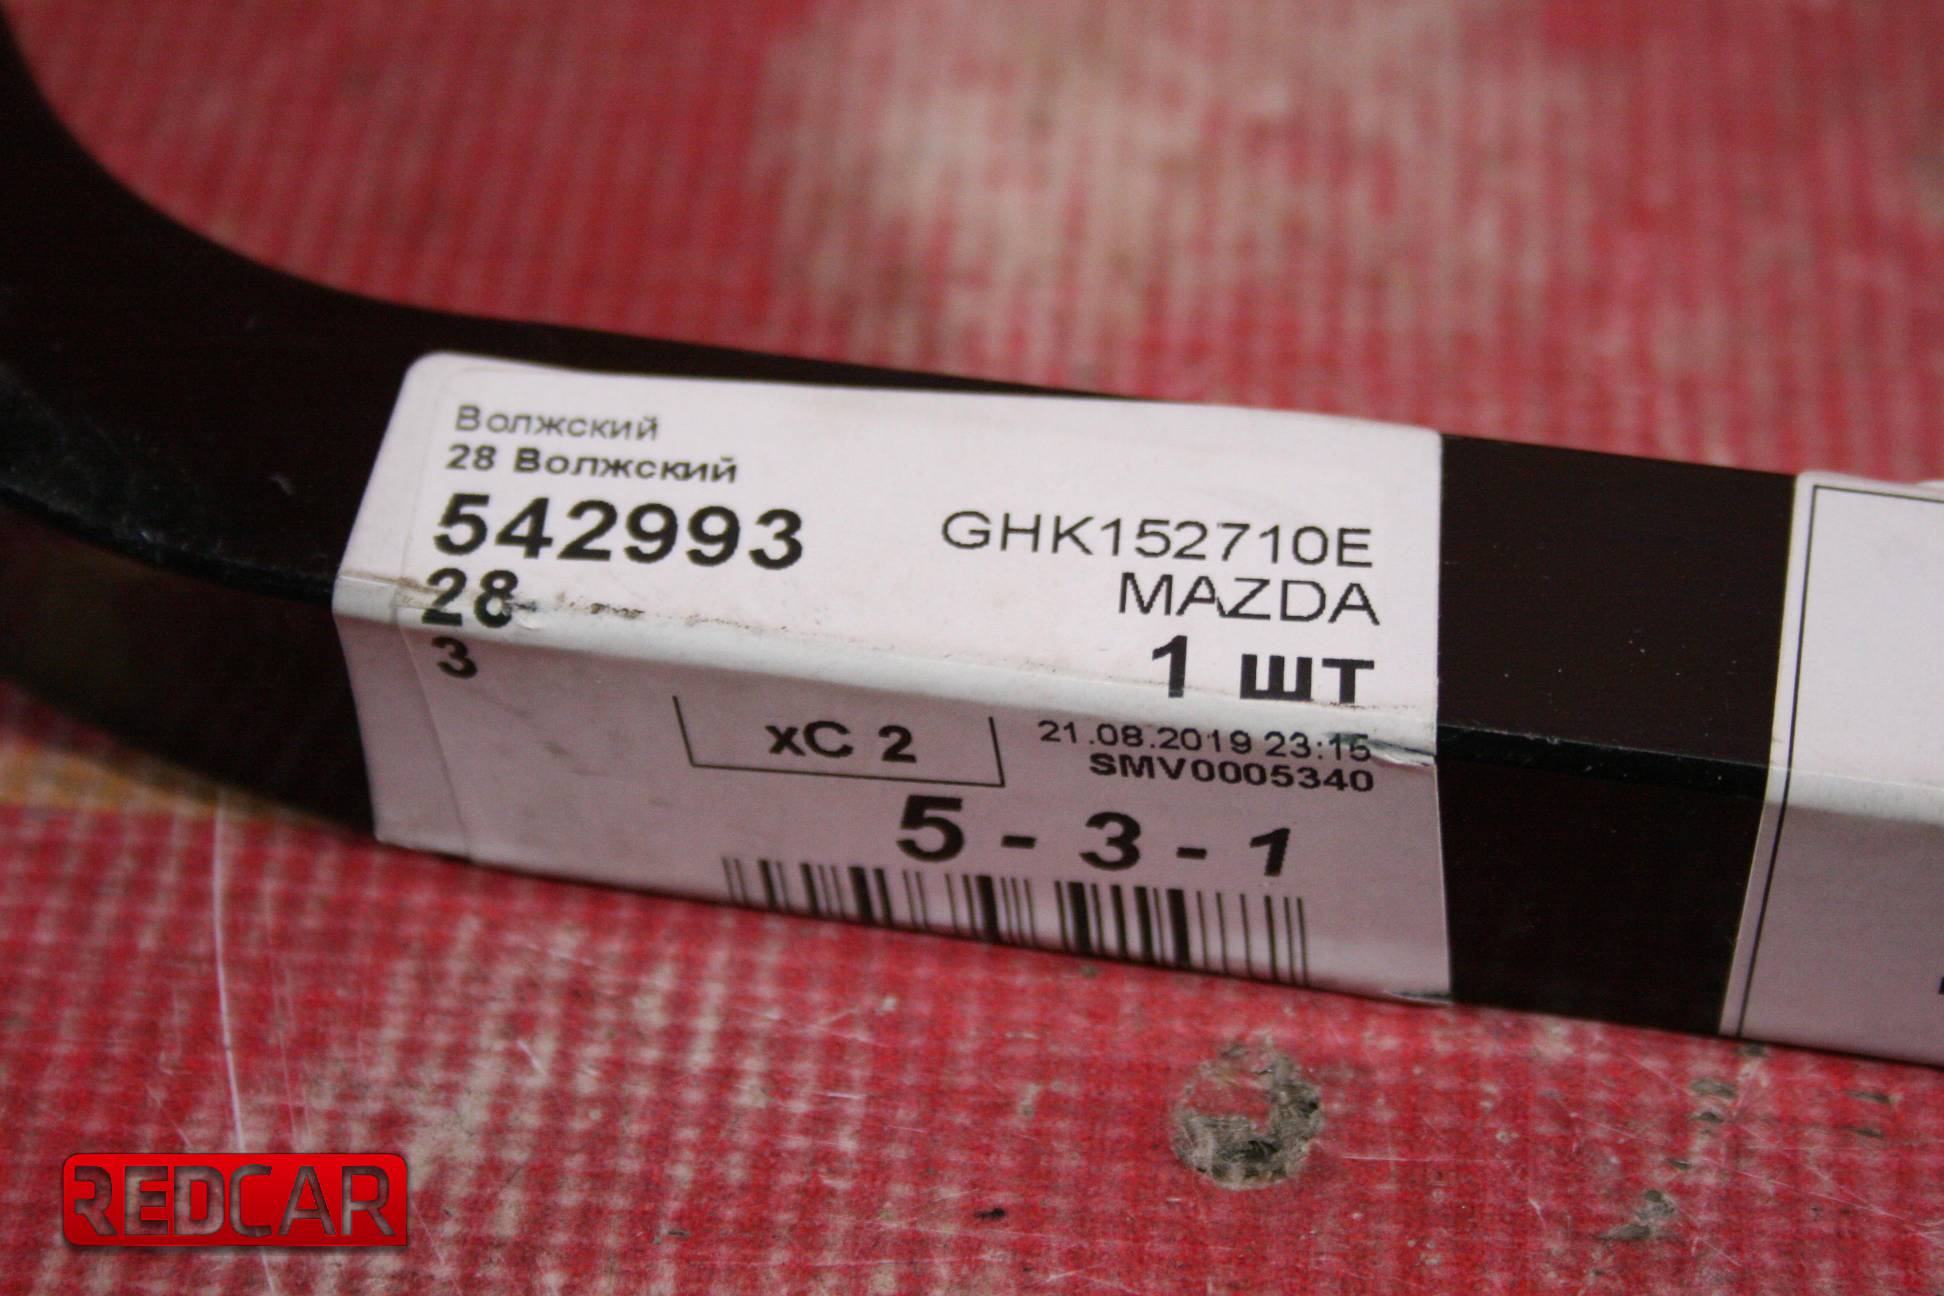 Волжский
28 Волжский
542993
GHK152710E
28
MAZDA
3
1 шт
xC 2
21.08.2019 23:15
SMV0005340
5 - 3 - 1
REDCAR